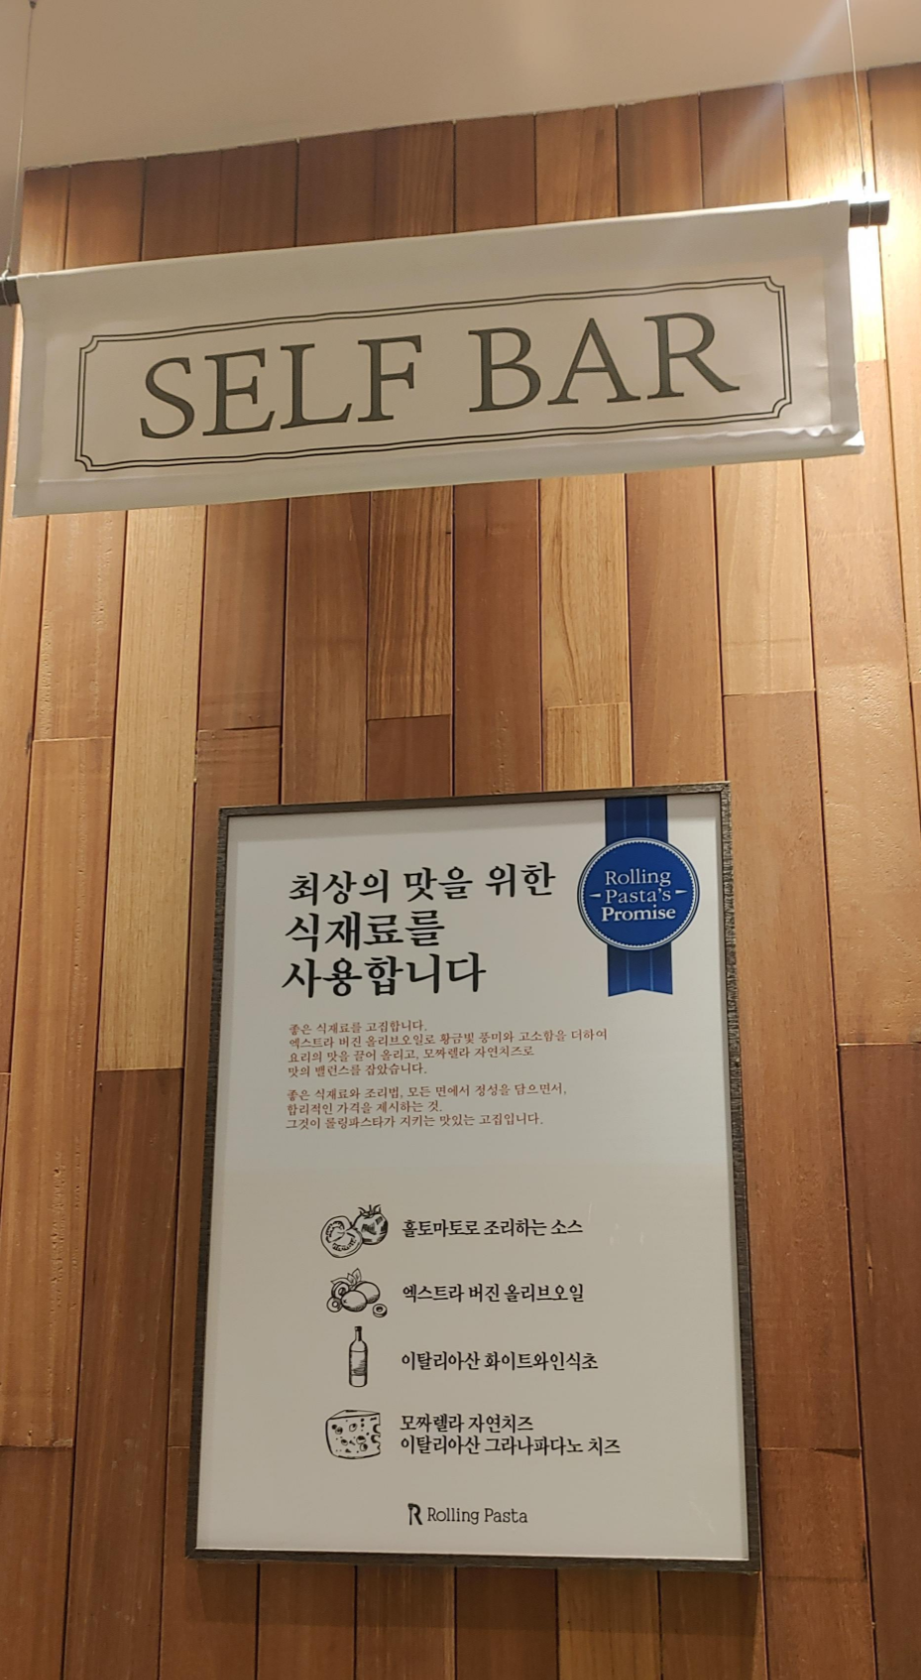 SELF BAR
최상의 맛을 위한
식재료를
사용합니다
Rolling
Pasta's
Promise
좋은 식재료를 고집합니다.
엑스트라 버진 올리브오일로 황금빛 풍미와 고소함을 더하여
요리의 맛을 끌어 올리고, 모짜렐라 자연치즈로
맛의 밸런스를 잡았습니다.
좋은 식재료와 조리법, 모든 면에서 정성을 담으면서,
합리적인 가격을 제시하는 것.
그것이 롤링파스타가 지키는 맛있는 고집입니다.
홀토마토로 조리하는 소스
엑스트라 버진 올리브오일
이탈리아산 화이트와인식초
모짜렐라 자연치즈
이탈리아산 그라나파다노 치즈
Rolling Pasta